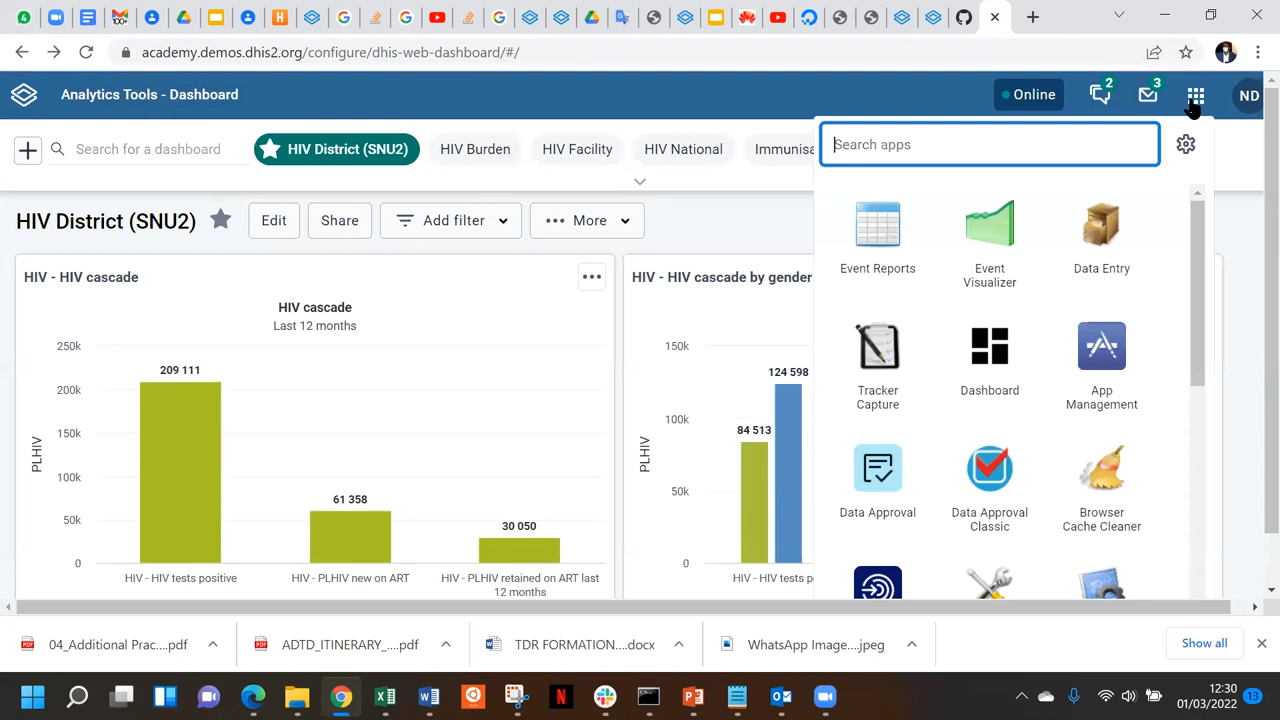 4
100
H
academy.demos.dhis2.org/configure/dhis-web-dashboard/#/
Analytics Tools - Dashboard
Online
2
3
ND
Search for a dashboard
HIV District (SNU2)
HIV Burden
HIV Facility
HIV National
Immunisa
Search apps
HIV District (SNU2)
Edit
Share
Add filter
More
Event Reports
Event
Visualizer
Data Entry
Tracker
Capture
Dashboard
App
Management
Data Approval
Data Approval
Classic
Browser
Cache Cleaner
HIV - HIV cascade
HIV cascade
Last 12 months
250k
200k
150k
100k
50k
0
PLHIV
209 111
61 358
30 050
HIV - HIV tests positive
HIV - PLHIV new on ART
HIV - PLHIV retained on ART last
12 months
HIV - HIV cascade by gender
150k
100k
50k
0
PLHIV
84 513
124 598
HIV - HIV tests p
04_Additional Prac....pdf
ADTD_ITINERARY_....pdf
TDR FORMATION....docx
WhatsApp Image....jpeg
Show all
12:30
01/03/2022
13